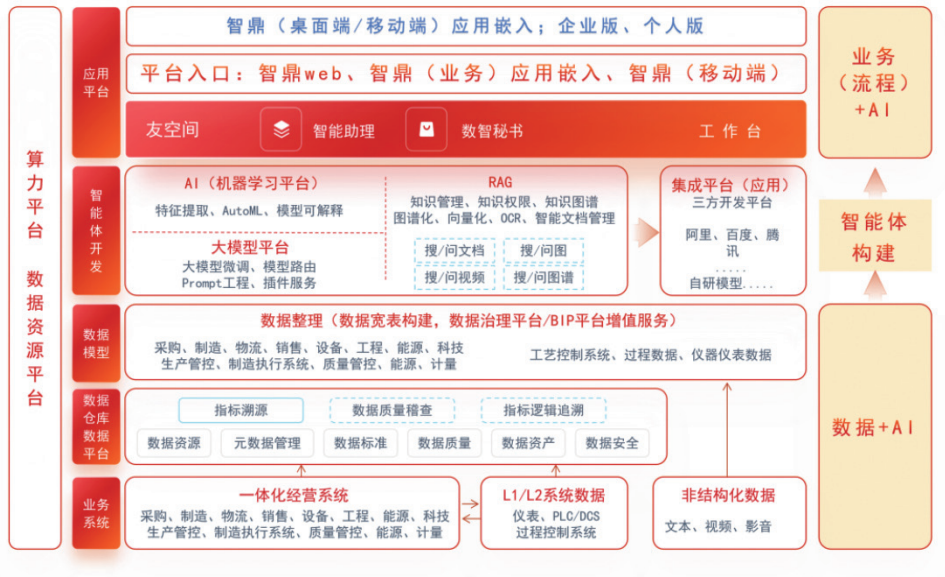 算力平台 数据资源平台
应用
平台
智鼎（桌面端/移动端）应用嵌入；企业版、个人版
平台入口：智鼎web、智鼎（业务）应用嵌入、智鼎（移动端）
友空间 智能助理 数智秘书 工作台
智能体开发
AI（机器学习平台）
特征提取、AutoML、模型可解释
大模型平台
大模型微调、模型路由
Prompt工程、插件服务
RAG
知识管理、知识权限、知识图谱
图谱化、向量化、OCR、智能文档管理
搜/问文档 搜/问图
搜/问视频 搜/问图谱
集成平台（应用）
三方开发平台
阿里、百度、腾
讯
.....
自研模型.....
数据
模型
数据整理（数据宽表构建，数据治理平台/BIP平台增值服务）
采购、制造、物流、销售、设备、工程、能源、科技
生产管控、制造执行系统、质量管控、能源、计量
工艺控制系统、过程数据、仪器仪表数据
数据
仓库
数据
平台
指标溯源 数据质量稽查 指标逻辑追溯
数据资源 元数据管理 数据标准 数据质量 数据资产 数据安全
业务
系统
一体化经营系统
采购、制造、物流、销售、设备、工程、能源、科技
生产管控、制造执行系统、质量管控、能源、计量
L1/L2系统数据
仪表、PLC/DCS
过程控制系统
非结构化数据
文本、视频、影音
业务
（流程）
+AI
智能体
构建
数据+AI